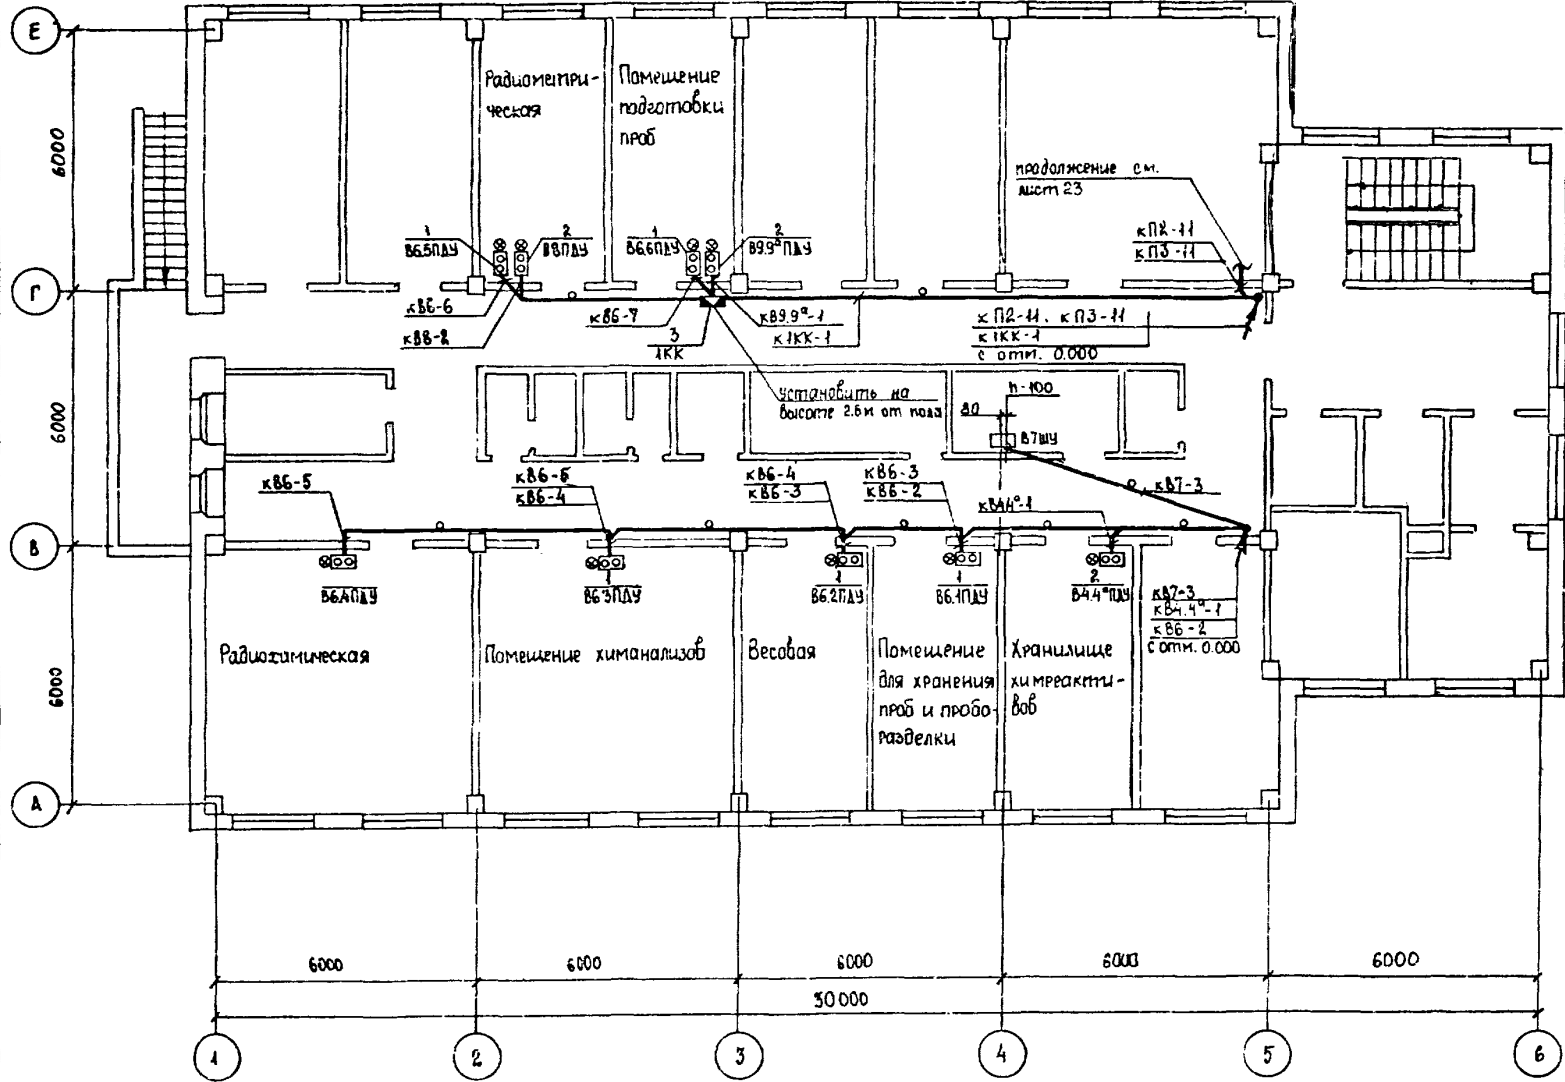 Е
6000
Радиометри-
ческая
Помещение
подготовки
проб
продолжение см.
лист 23
кП2-11
кП3-11
1
В6.5ПДУ
2
В8ПДУ
1
В6.6ПДУ
2
В9.9ᵃПДУ
Г
кВ6-6
кВ8-2
кВ6-7
3
1КК
кВ9.9ᵃ-1
к1КК-1
кП2-11, кП3-11
к1КК-1
с отм. 0.000
6000
Установить на
высоте 2.6м от пола
h-100
80
В7ШУ
кВ6-5
кВ6-5
кВ6-4
кВ6-4
кВ6-3
кВ6-3
кВ6-2
кВ4.4ᵃ-1
кВ7-3
В
В6.4ПДУ
1
В6.3ПДУ
1
В6.2ПДУ
1
В6.1ПДУ
2
В4.4ᵃПДУ
кВ7-3
кВ4.4ᵃ-1
кВ6-2
с отм. 0.000
6000
Радиохимическая
Помещение химанализов
Весовая
Помещение
для хранения
проб и пробо-
разделки
Хранилище
химреакти-
вов
А
6000
6000
6000
6000
6000
30000
1
2
3
4
5
6